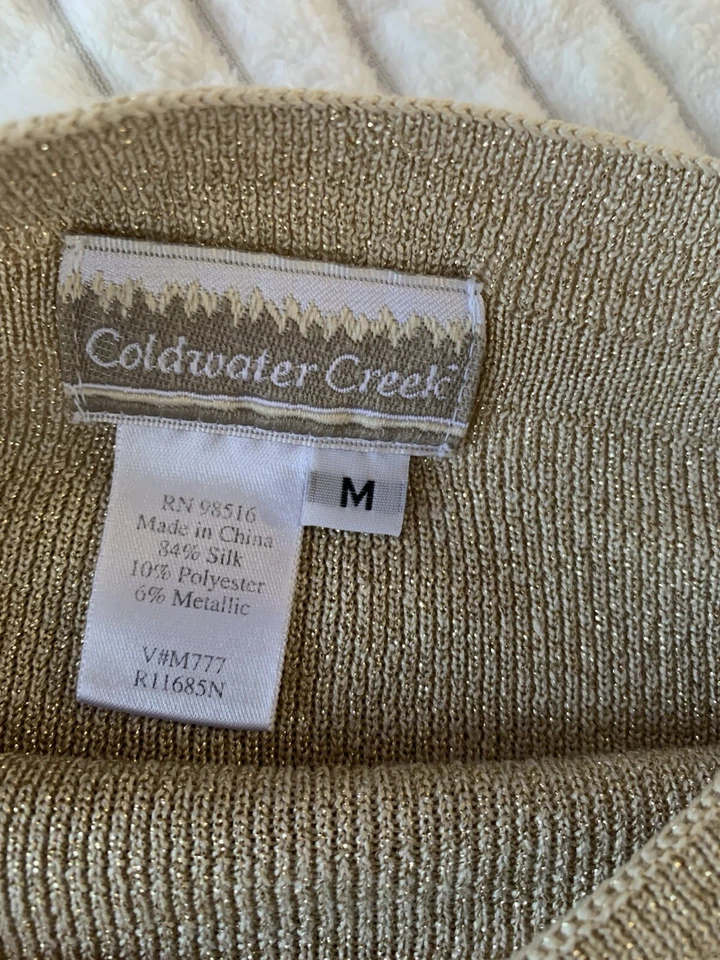 Coldwater Creek
M
RN 98516
Made in China
84% Silk
10% Polyester
6% Metallic
V#M777
R11685N